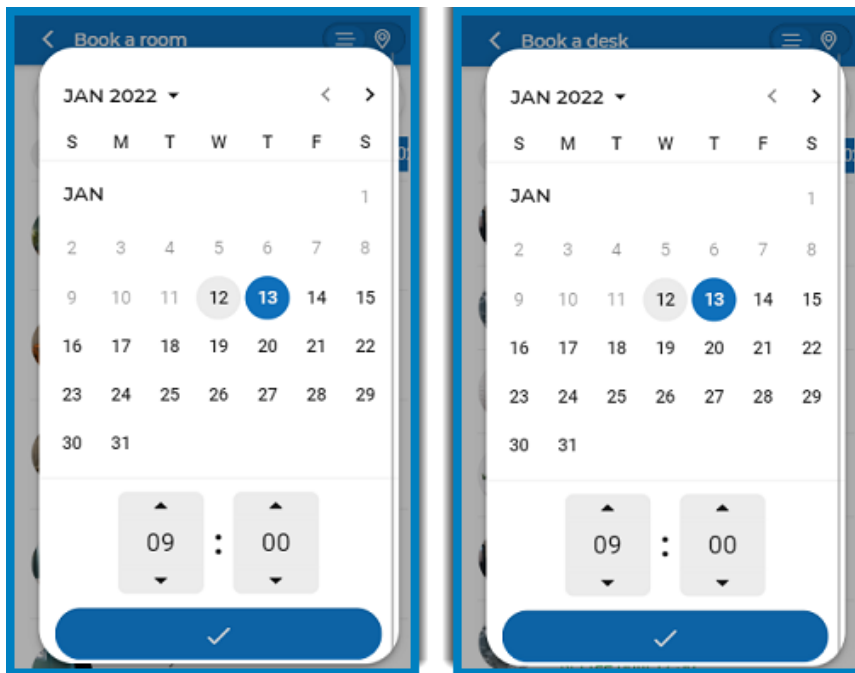 Book a room
JAN 2022
S M T W T F S
JAN 1
2 3 4 5 6 7 8
9 10 11 12 13 14 15
16 17 18 19 20 21 22
23 24 25 26 27 28 29
30 31
09 : 00
Book a desk
JAN 2022
S M T W T F S
JAN 1
2 3 4 5 6 7 8
9 10 11 12 13 14 15
16 17 18 19 20 21 22
23 24 25 26 27 28 29
30 31
09 : 00